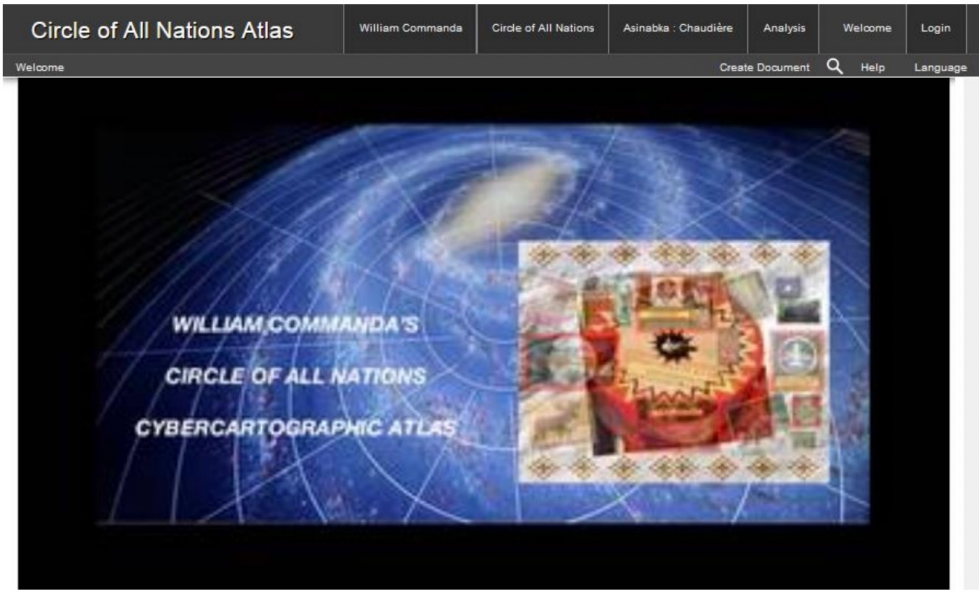 Circle of All Nations Atlas William Commanda Circle of All Nations Asinabka : Chaudière Analysis Welcome Login
Welcome Create Document Help Language
WILLIAM COMMANDA'S
CIRCLE OF ALL NATIONS
CYBERCARTOGRAPHIC ATLAS